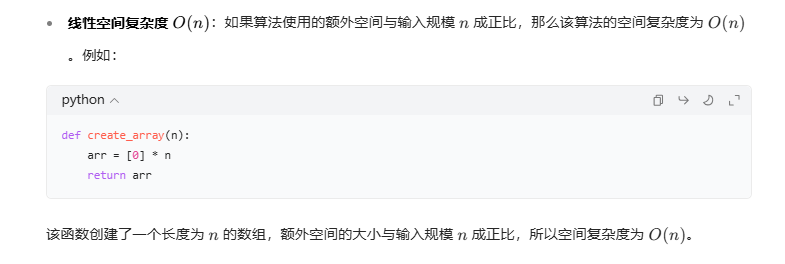 • 线性空间复杂度 O(n)：如果算法使用的额外空间与输入规模 n 成正比，那么该算法的空间复杂度为 O(n)
。例如：
python
def create_array(n):
    arr = [0] * n
    return arr
该函数创建了一个长度为 n 的数组，额外空间的大小与输入规模 n 成正比，所以空间复杂度为 O(n)。